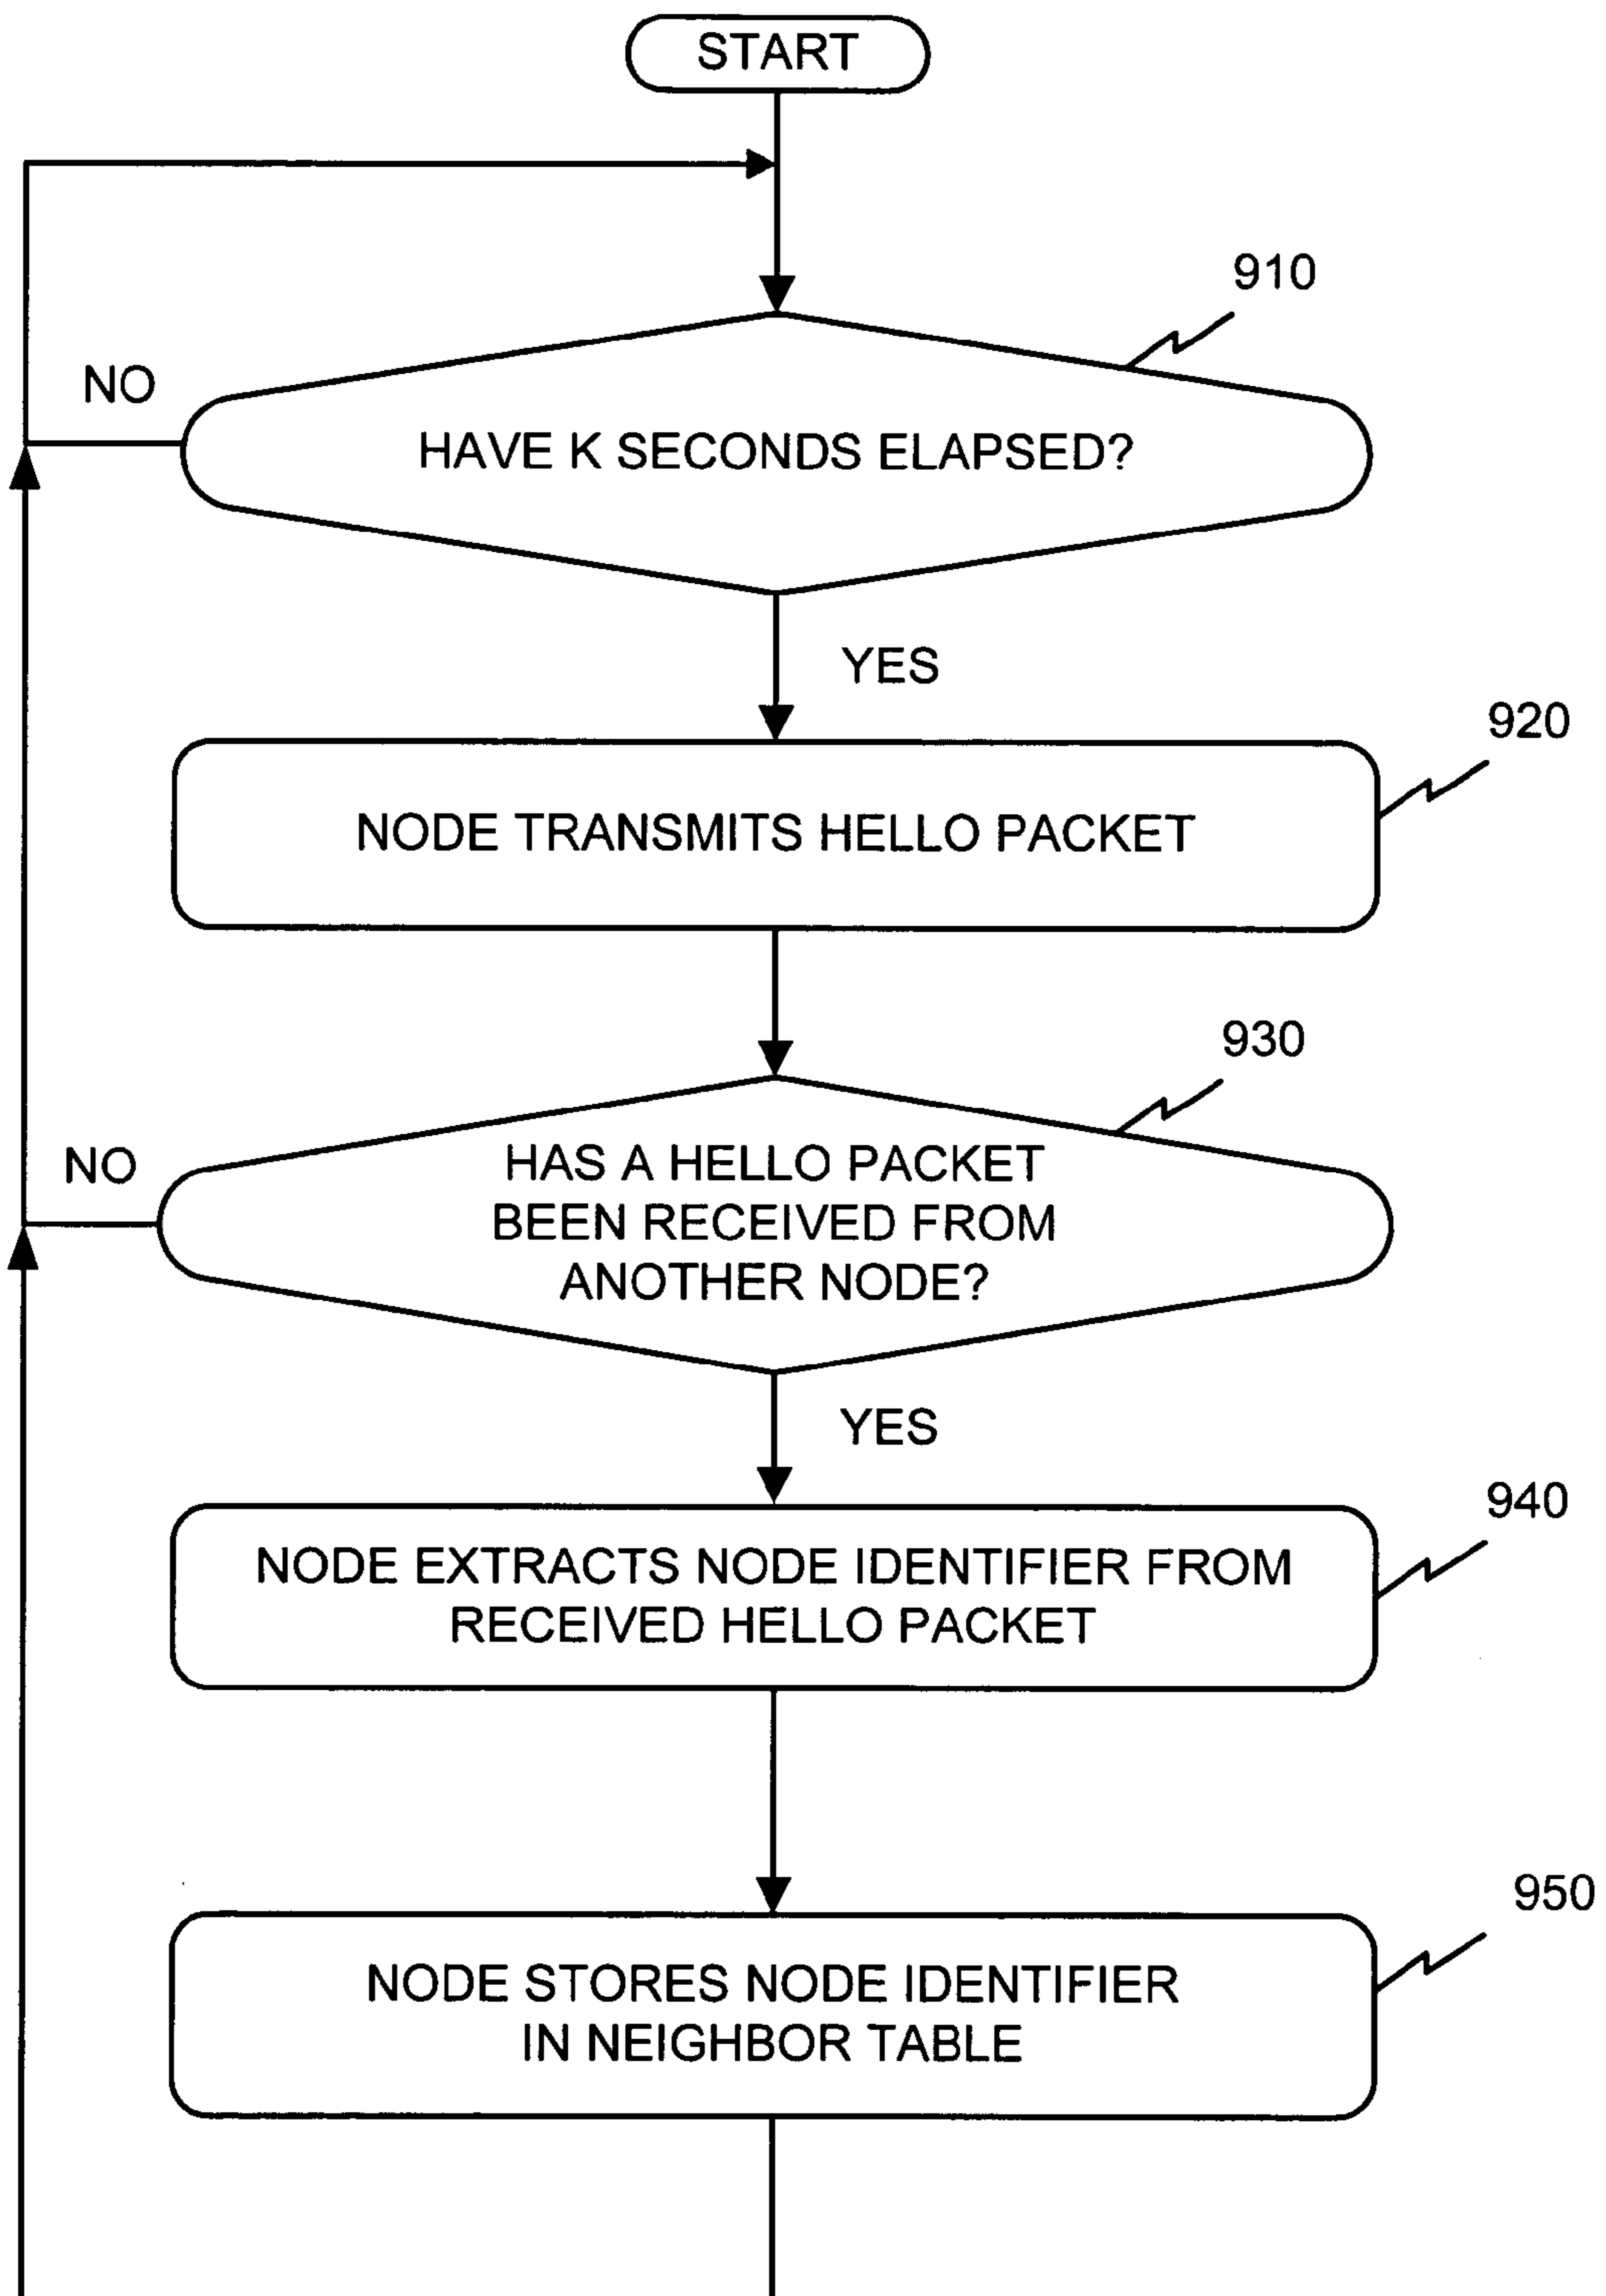 START
910
NO
HAVE K SECONDS ELAPSED?
YES
920
NODE TRANSMITS HELLO PACKET
930
NO
HAS A HELLO PACKET
BEEN RECEIVED FROM
ANOTHER NODE?
YES
940
NODE EXTRACTS NODE IDENTIFIER FROM
RECEIVED HELLO PACKET
950
NODE STORES NODE IDENTIFIER
IN NEIGHBOR TABLE